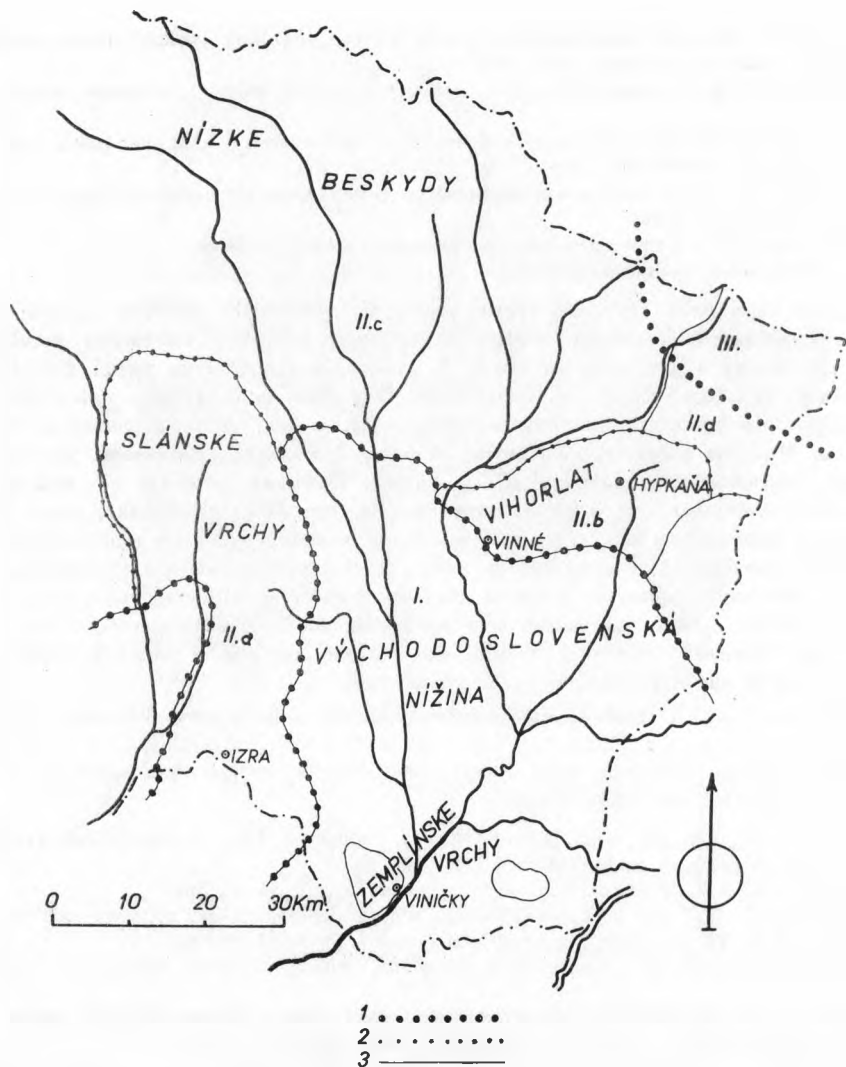 NÍZKE
BESKYDY
II.c
III.
II.d
SLANSKE
VIHORLAT
HYPKAŇA
II.b
VRCHY
VINNÉ
I.
II.a
VÝCHODOSLOVENSKÁ
NÍŽINA
IZRA
ZEMPLÍNSKE
VRCHY
VINIČKY
0 10 20 30Km.
1
2
3